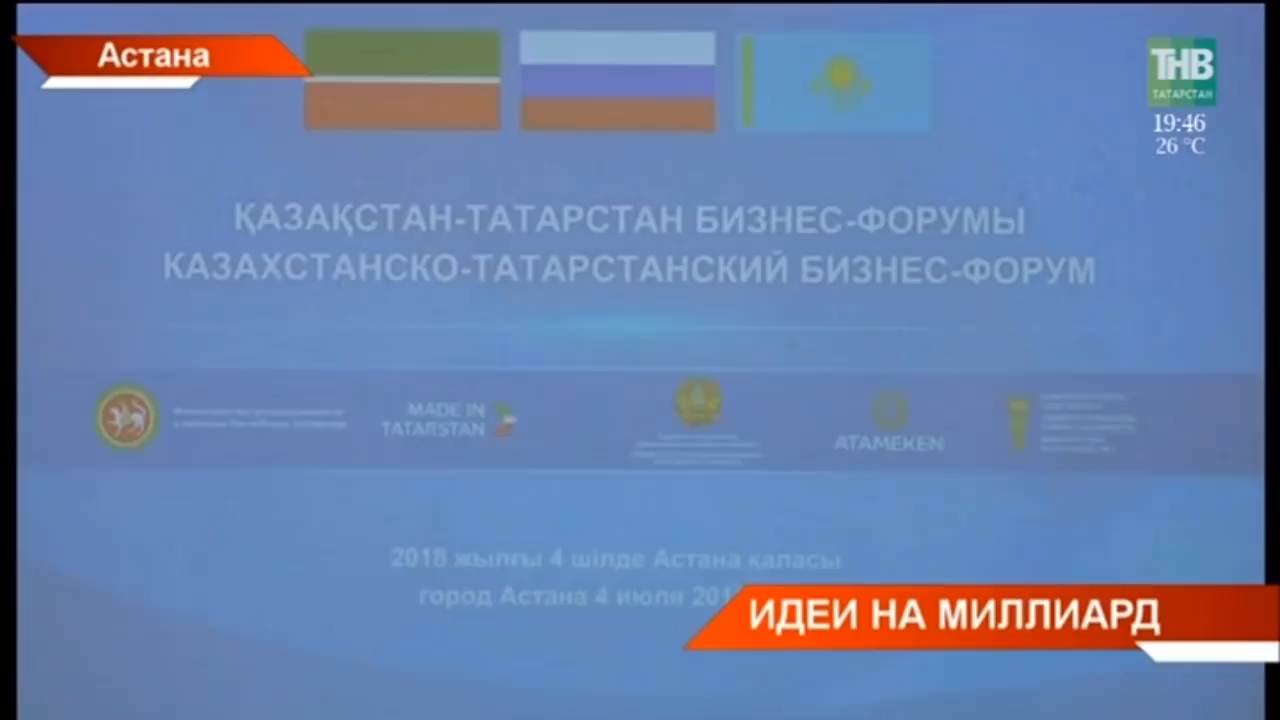 Астана
ТНВ
ТАТАРСТАН
19:46
26 °C
ҚАЗАҚСТАН-ТАТАРСТАН БИЗНЕС-ФОРУМЫ
КАЗАХСТАНСКО-ТАТАРСТАНСКИЙ БИЗНЕС-ФОРУМ
MADE IN
TATARSTAN
ATAMEKEN
2018 жылғы 4 шілде Астана қаласы
город Астана 4 июля
ИДЕИ НА МИЛЛИАРД